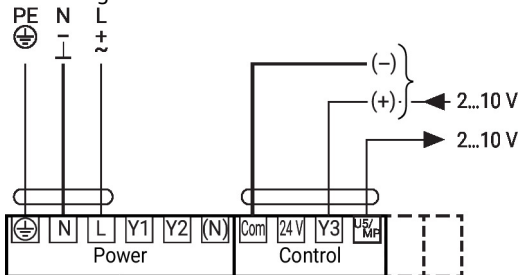 PE N L
− +
⊥ ~
(–)
(+) 2...10 V
2...10 V
N L Y1 Y2 (N) Com 24 V Y3 U5/MP
Power Control